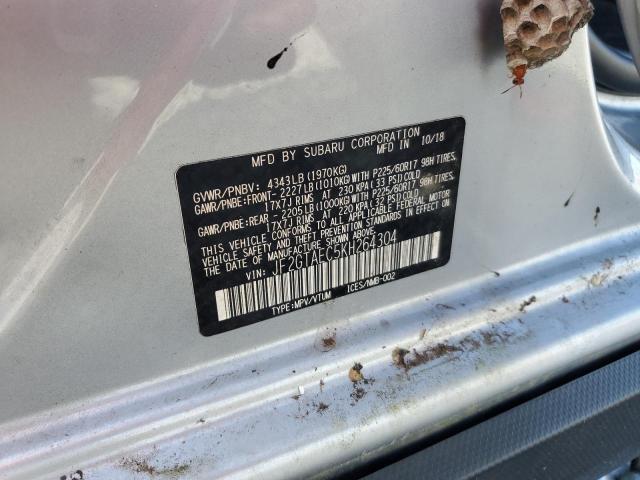 MFD BY SUBARU CORPORATION MFD IN 10/18
GVWR/PNBV: 4343LB (1970KG)
GAWR/PNBE: FRONT- 2227LB (1010KG) WITH P225/60R17 98H TIRES,
17X7J RIMS AT 230 KPA (33 PSI) COLD
GAWR/PNBE: REAR - 2205LB (1000KG) WITH P225/60R17 98H TIRES,
17X7J RIMS AT 220 KPA (32 PSI) COLD
THIS VEHICLE CONFORMS TO ALL APPLICABLE FEDERAL MOTOR
VEHICLE SAFETY STANDARDS IN EFFECT ON THE
DATE OF MANUFACTURE SHOWN ABOVE.
VIN: JF2GTAEC5KH264304
TYPE: MPV/VTUM ICES/NMB-002